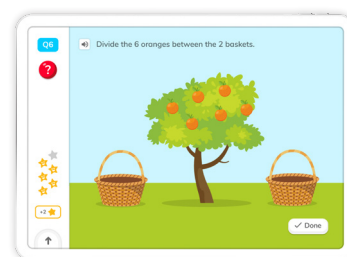 Q6
Divide the 6 oranges between the 2 baskets.
?
+3
✓ Done